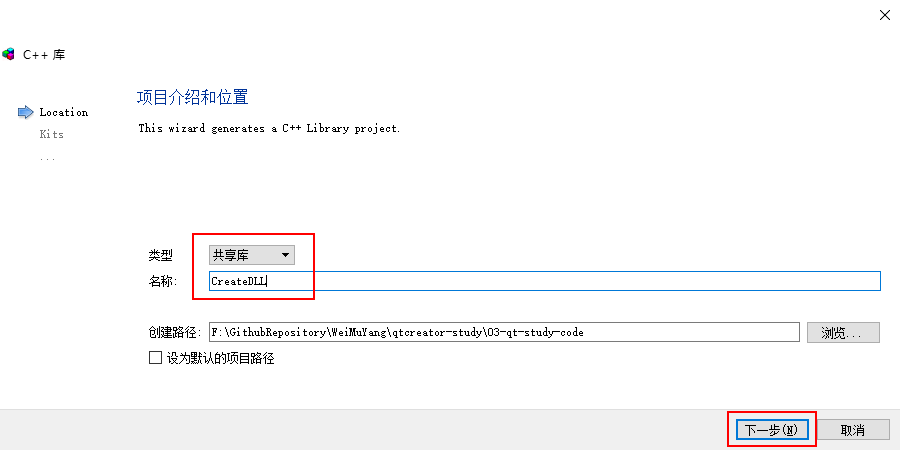 C++ 库
Location
Kits
...
项目介绍和位置
This wizard generates a C++ Library project.
类型
共享库
名称:
CreateDLL
创建路径:
F:\GithubRepository\WeiMuYang\qtcreator-study\03-qt-study-code
浏览...
设为默认的项目路径
下一步(N)
取消